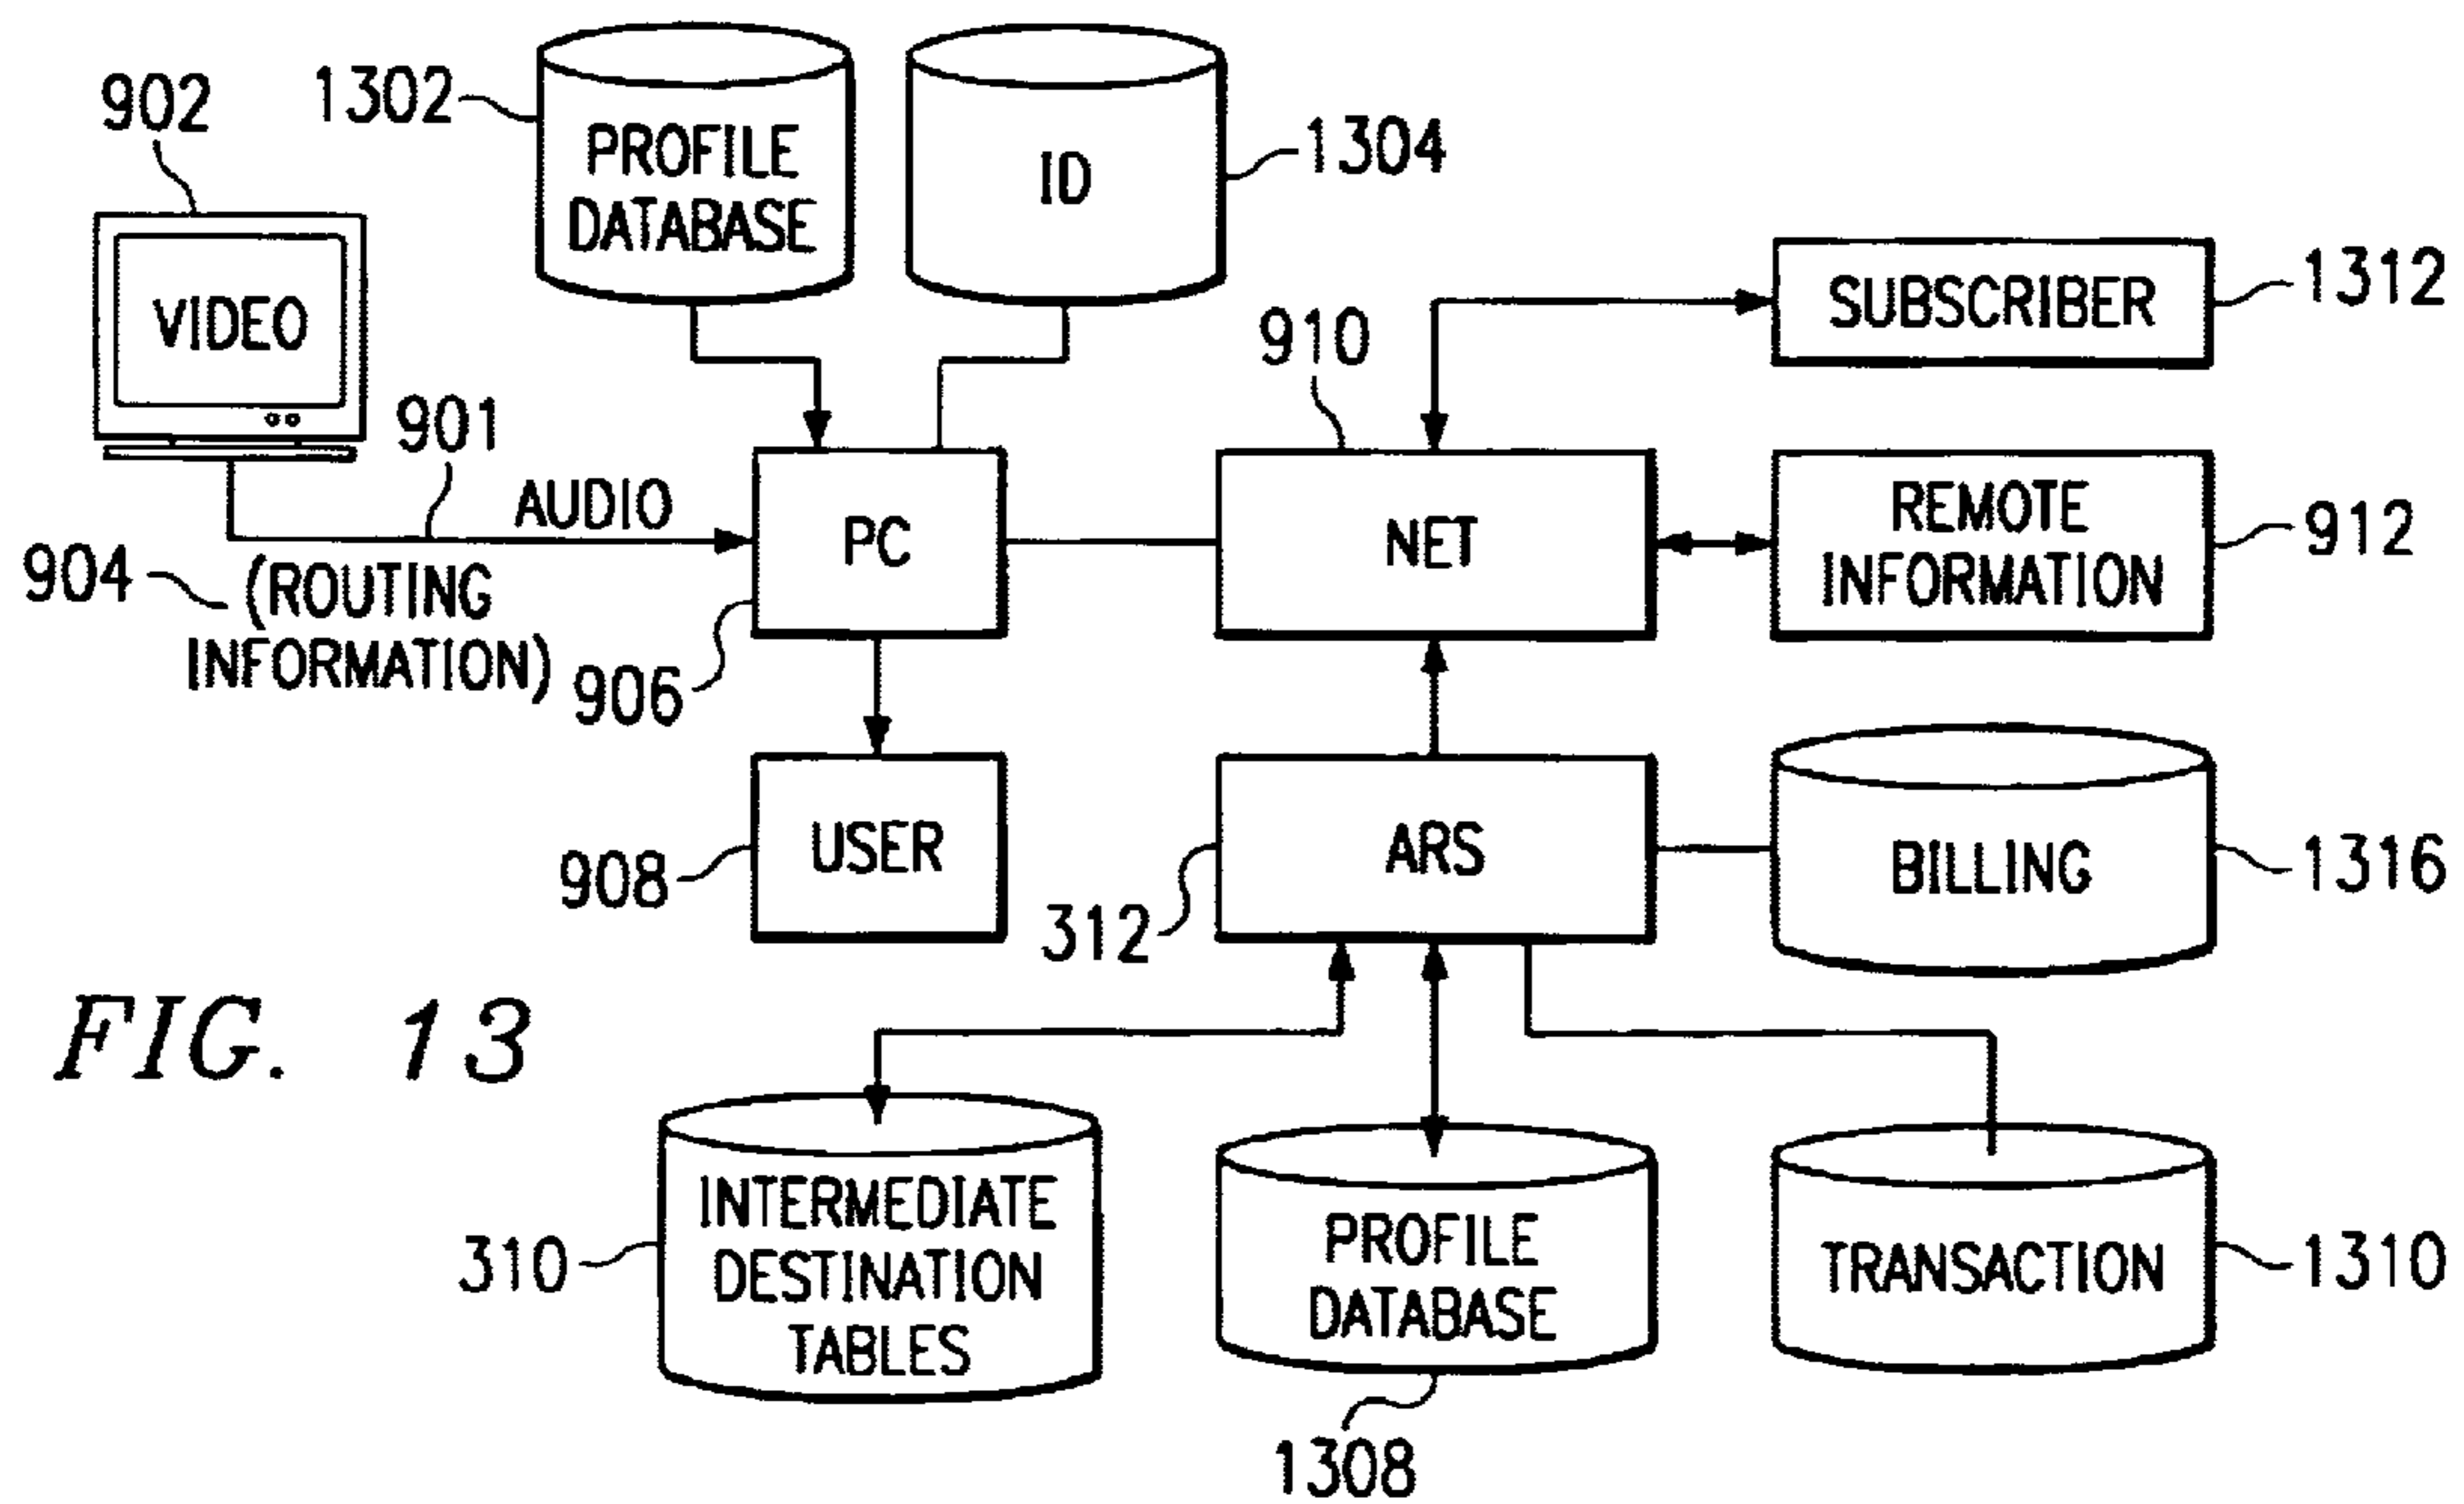 902
1302
PROFILE
DATABASE
ID
1304
VIDEO
SUBSCRIBER
1312
910
901
AUDIO
PC
NET
REMOTE
INFORMATION
912
904
(ROUTING
INFORMATION)
906
USER
908
ARS
312
BILLING
1316
FIG. 13
INTERMEDIATE
DESTINATION
TABLES
310
PROFILE
DATABASE
1308
TRANSACTION
1310